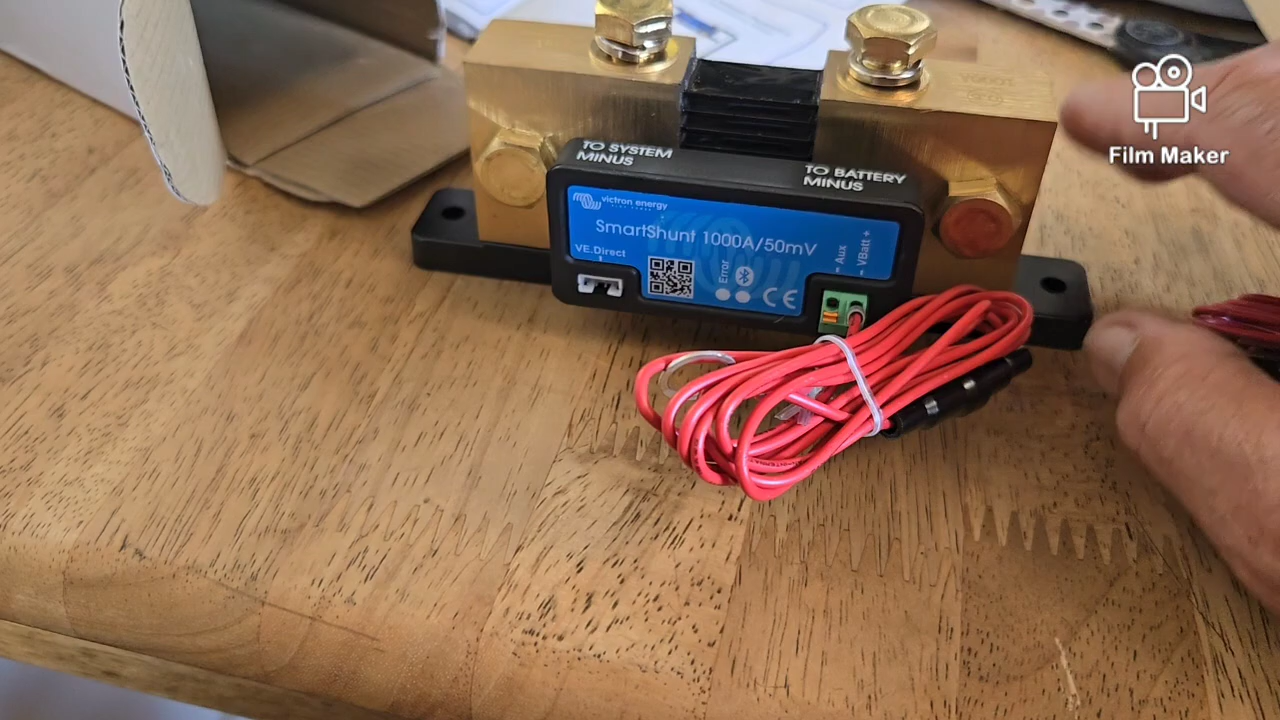 TO SYSTEM
MINUS
TO BATTERY
MINUS
victron energy
SmartShunt 1000A/50mV
VE.Direct
Error
Aux
VBatt +
CE
Film Maker